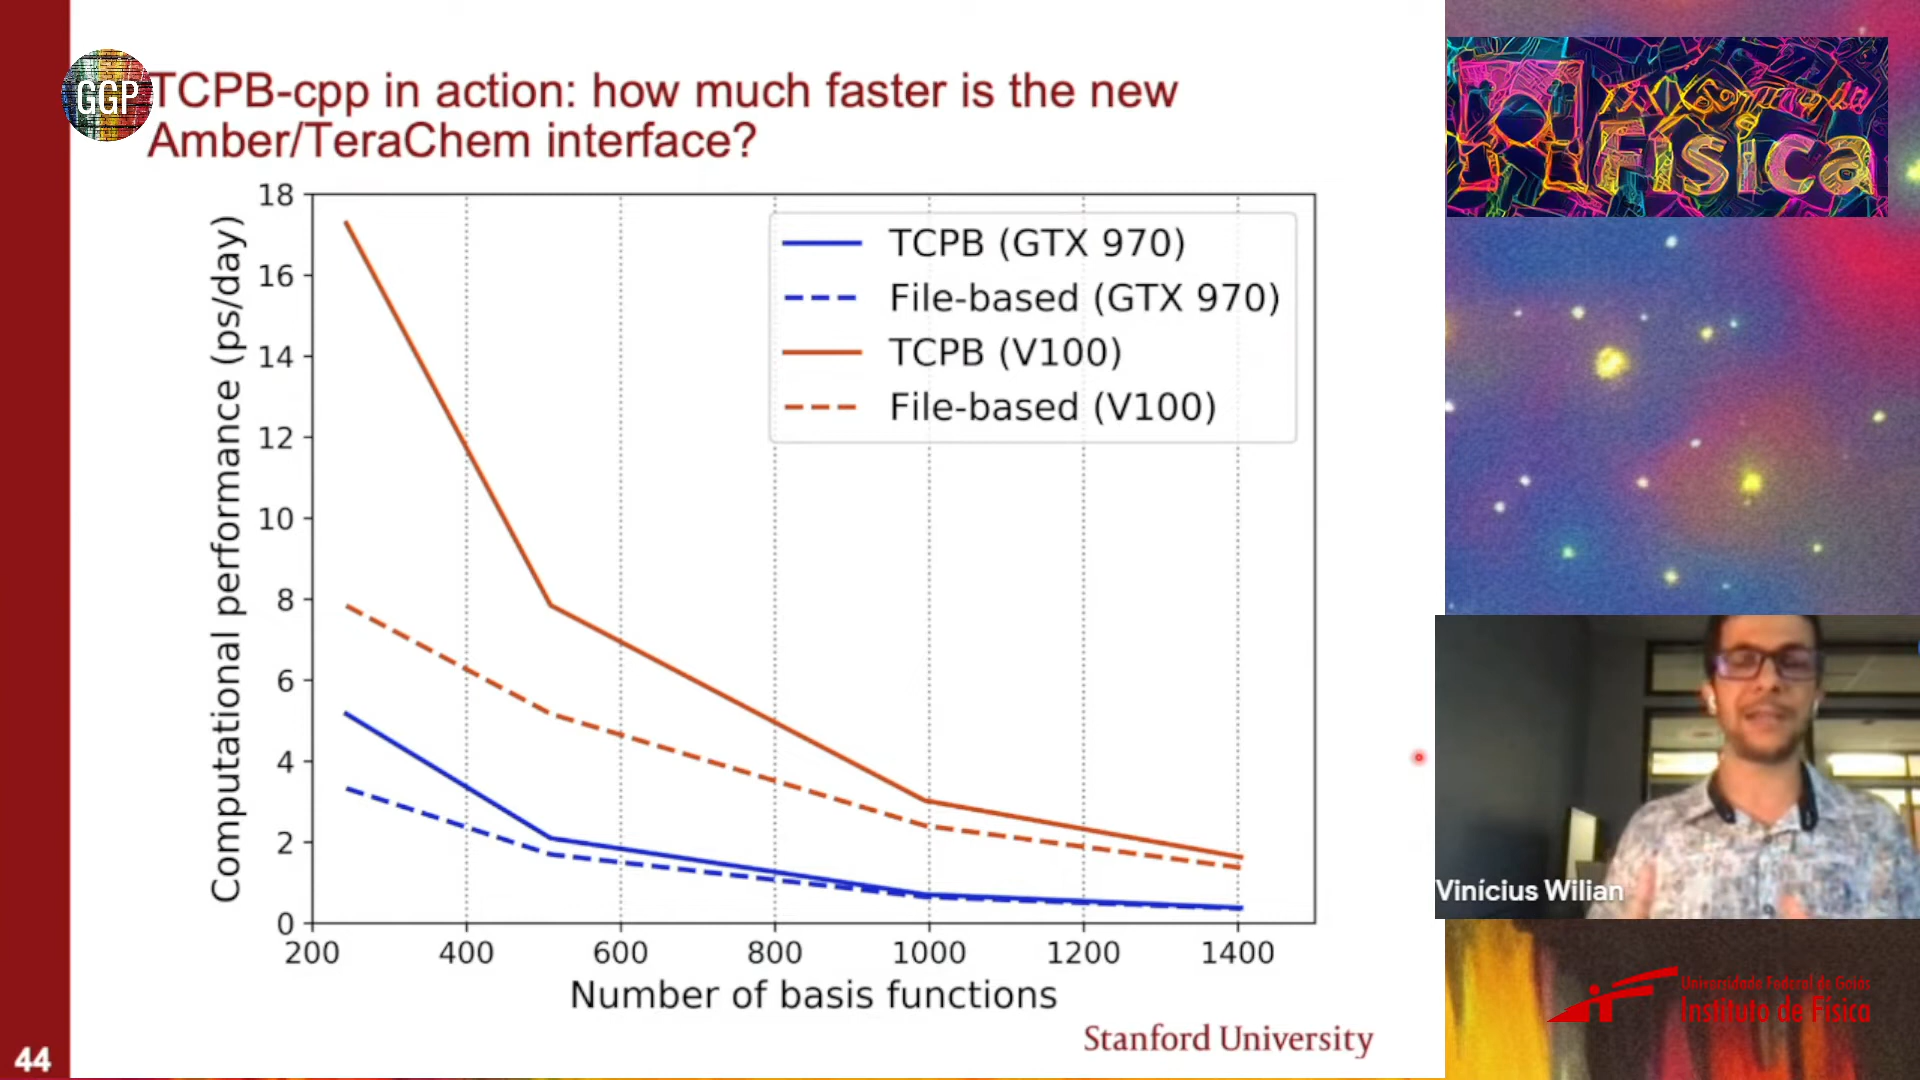 GGP
TCPB-cpp in action: how much faster is the new
Amber/TeraChem interface?
Computational performance (ps/day)
18
16
14
12
10
8
6
4
2
0
TCPB (GTX 970)
File-based (GTX 970)
TCPB (V100)
File-based (V100)
200 400 600 800 1000 1200 1400
Number of basis functions
Stanford University
44
Física
Vinícius Wilian
Universidade Federal de Goiás
Instituto de Física